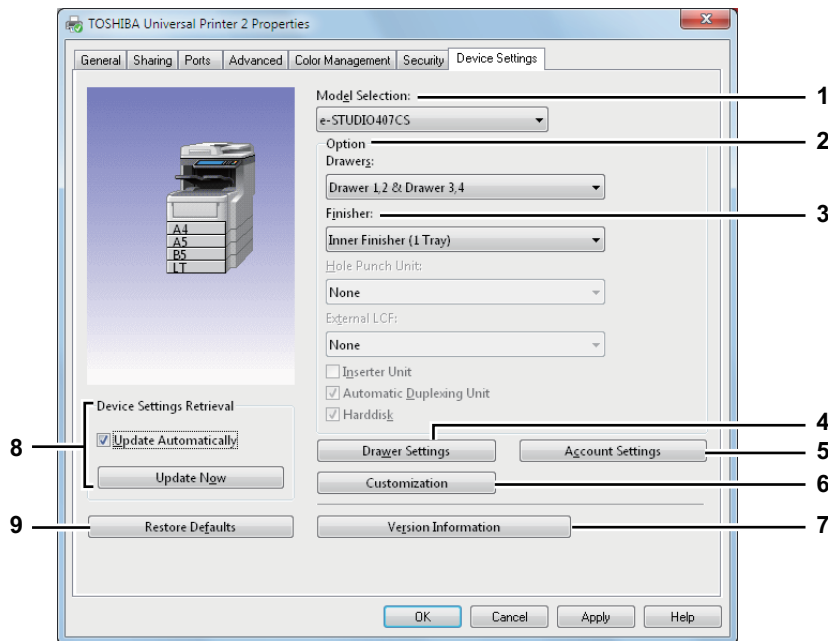 TOSHIBA Universal Printer 2 Properties
General Sharing Ports Advanced Color Management Security Device Settings
Model Selection: 1
e-STUDIO407CS
Option 2
Drawers:
Drawer 1,2 & Drawer 3,4
Finisher: 3
Inner Finisher (1 Tray)
Hole Punch Unit:
None
External LCF:
None
Inserter Unit
Automatic Duplexing Unit
Harddisk
A4
A5
B5
LT
Device Settings Retrieval
8
Update Automatically
Update Now
Drawer Settings 4
Account Settings 5
Customization 6
9 Restore Defaults
Version Information 7
OK Cancel Apply Help